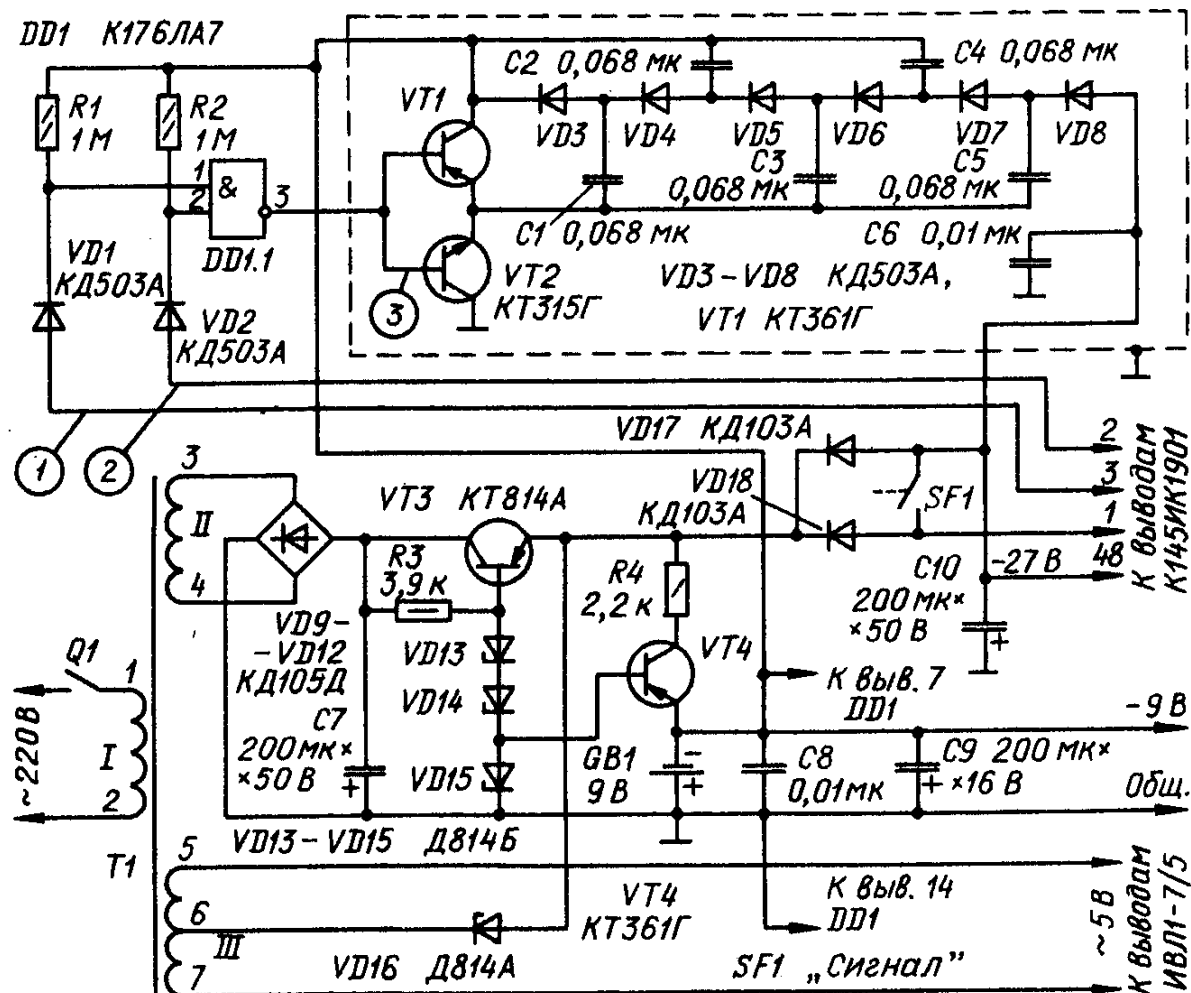 DD1 К176ЛА7
R1
1М
R2
1М
1
2
&
3
DD1.1
VD1
КД503А
VD2
КД503А
VT1
C2 0,068 мк
C4 0,068 мк
VD3
VD4
VD5
VD6
VD7
VD8
C3
0,068 мк
C5
0,068 мк
C1 0,068 мк
C6 0,01 мк
VT2
КТ315Г
3
VD3-VD8 КД503А,
VT1 КТ361Г
1
2
VD17 КД103А
VD18
КД103А
SF1
2
3
1
48
К выводам
К145ИК1901
-27 В
C10
200 мк×
×50 В
+
3
II
4
VT3 КТ814А
R3
3,9 к
R4
2,2 к
VD9-
-VD12
КД105Д
VD13
VD14
VD15
VT4
К выв. 7
DD1
Q1
1
I
2
~220В
C7
200 мк×
×50 В
+
GB1
9 В
-
+
C8
0,01мк
C9 200 мк×
×16 В
+
-9 В
Общ.
VD13-VD15 Д814Б
T1
5
6
III
7
VT4
КТ361Г
К выв. 14
DD1
VD16 Д814А
SF1 „Сигнал”
~5 В
К выводам
ИВЛ1-7/5